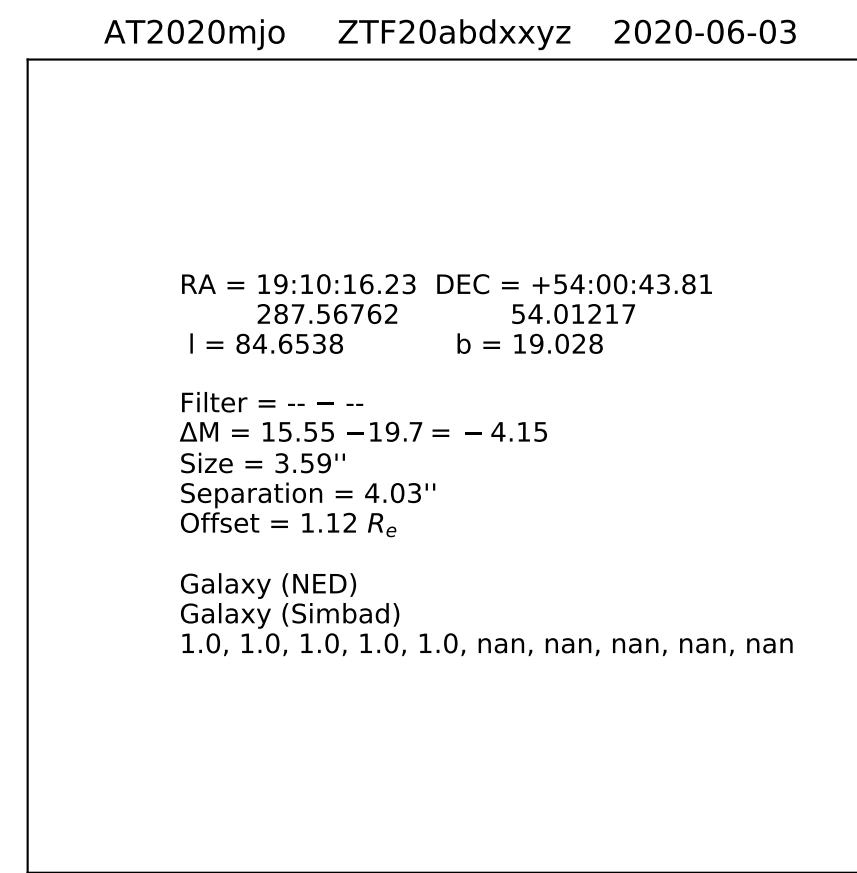 AT2020mjo ZTF20abdxxyz 2020-06-03
RA = 19:10:16.23 DEC = +54:00:43.81
287.56762 54.01217
l = 84.6538 b = 19.028
Filter = -- − --
ΔM = 15.55 −19.7 = − 4.15
Size = 3.59''
Separation = 4.03''
Offset = 1.12 Rₑ
Galaxy (NED)
Galaxy (Simbad)
1.0, 1.0, 1.0, 1.0, 1.0, nan, nan, nan, nan, nan